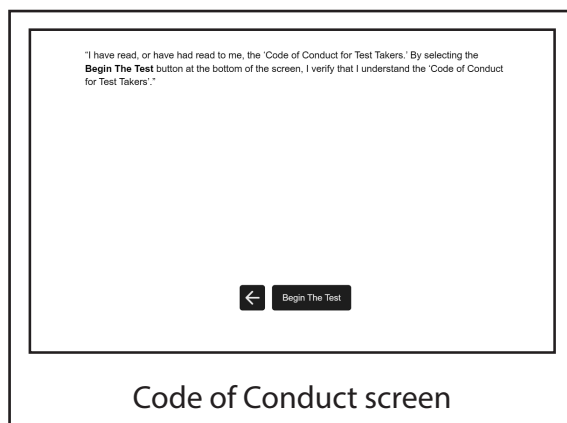 “I have read, or have had read to me, the ‘Code of Conduct for Test Takers.’ By selecting the
Begin The Test button at the bottom of the screen, I verify that I understand the ‘Code of Conduct
for Test Takers’.”
Begin The Test
Code of Conduct screen